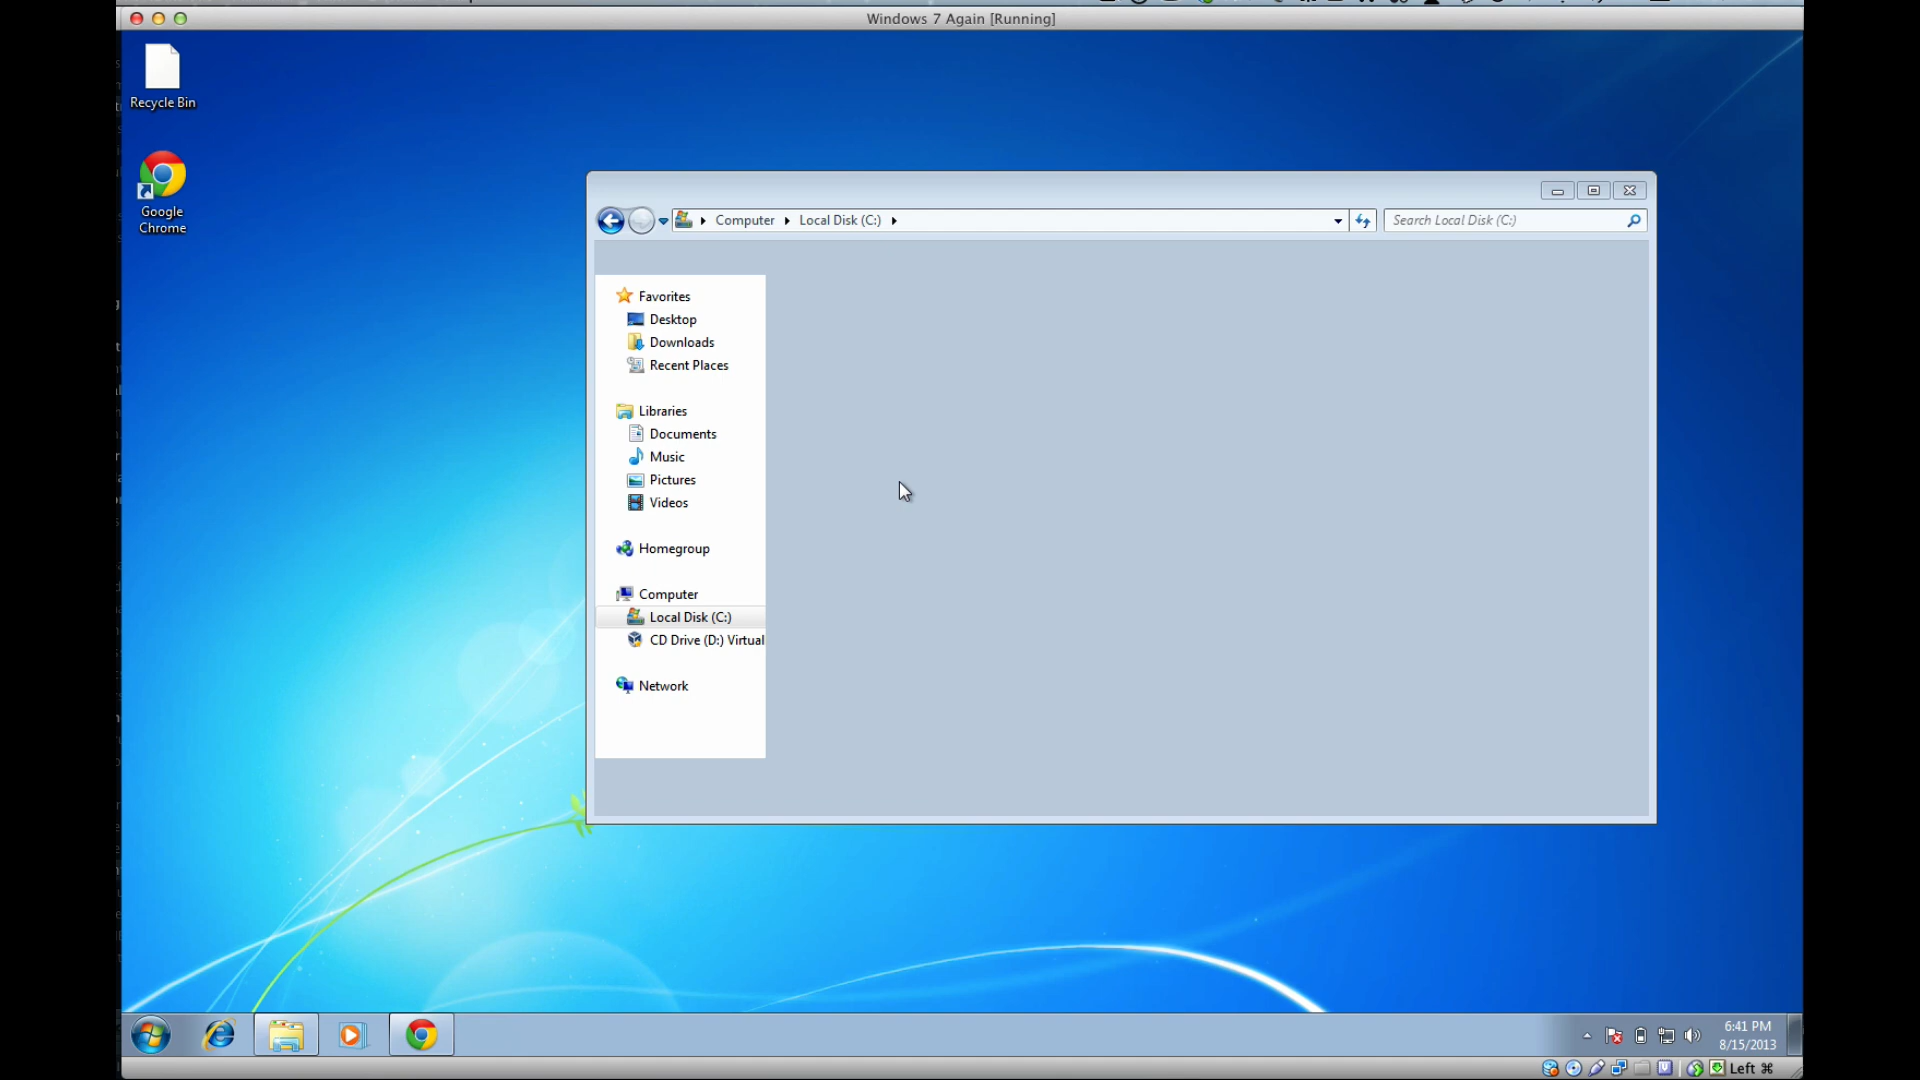 Windows 7 Again [Running]
Recycle Bin
Google
Chrome
Computer
Local Disk (C:)
Search Local Disk (C:)
Favorites
Desktop
Downloads
Recent Places
Libraries
Documents
Music
Pictures
Videos
Homegroup
Computer
Local Disk (C:)
CD Drive (D:) Virtual
Network
6:41 PM
8/15/2013
Left ⌘